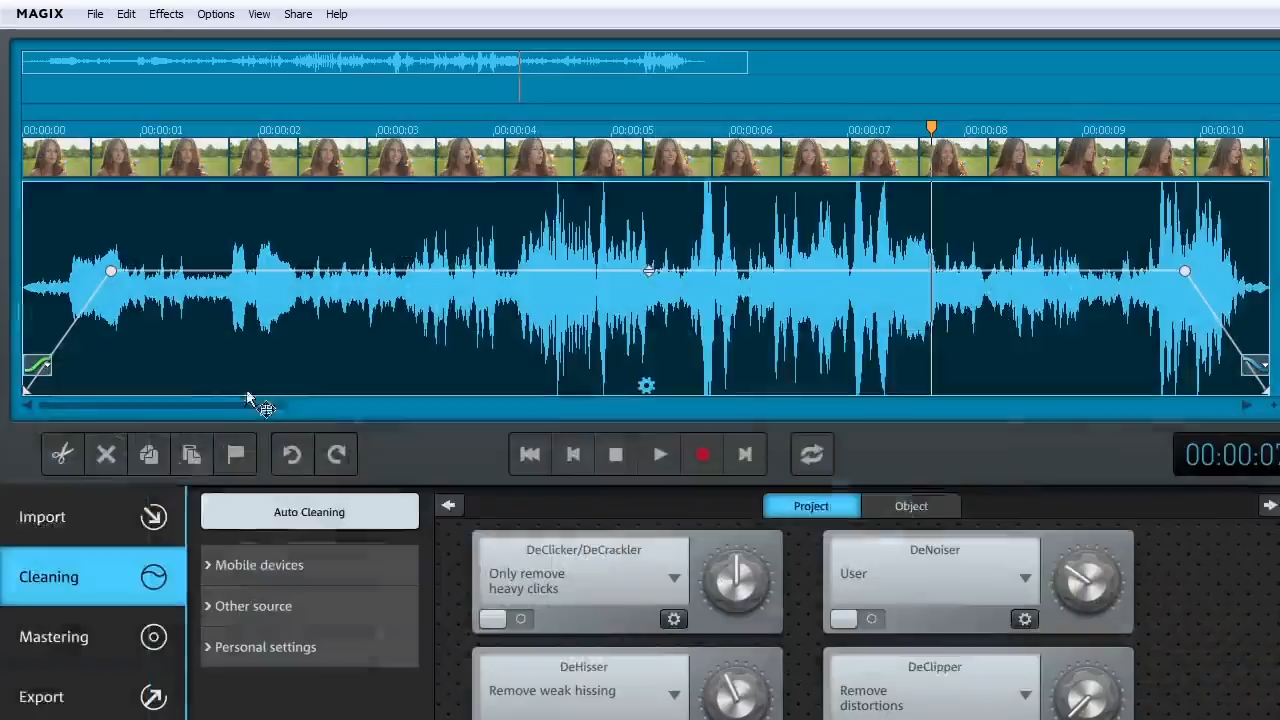 MAGIX File Edit Effects Options View Share Help
00:00:00 00:00:01 00:00:02 00:00:03 00:00:04 00:00:05 00:00:06 00:00:07 00:00:08 00:00:09 00:00:10
Import
Cleaning
Mastering
Export
Auto Cleaning
Mobile devices
Other source
Personal settings
Project Object
DeClicker/DeCrackler
Only remove
heavy clicks
DeNoiser
User
DeHisser
Remove weak hissing
DeClipper
Remove
distortions